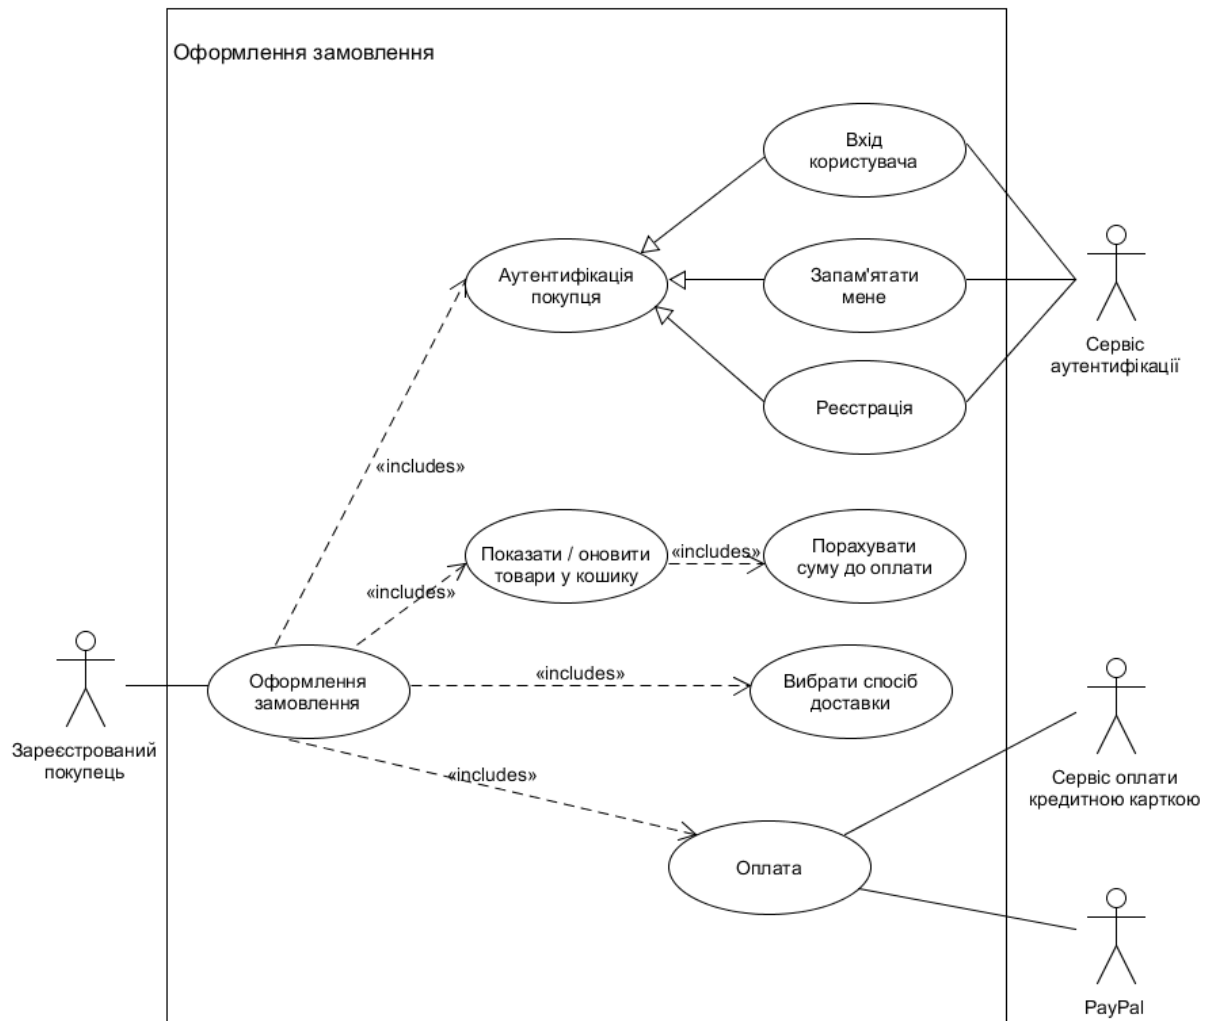 Оформлення замовлення
Вхід
користувача
Аутентифікація
покупця
Запам'ятати
мене
Сервіс
аутентифікації
Реєстрація
«includes»
Показати / оновити
товари у кошику
«includes»
Порахувати
суму до оплати
«includes»
Оформлення
замовлення
«includes»
Вибрати спосіб
доставки
Зареєстрований
покупець
«includes»
Сервіс оплати
кредитною карткою
Оплата
PayPal